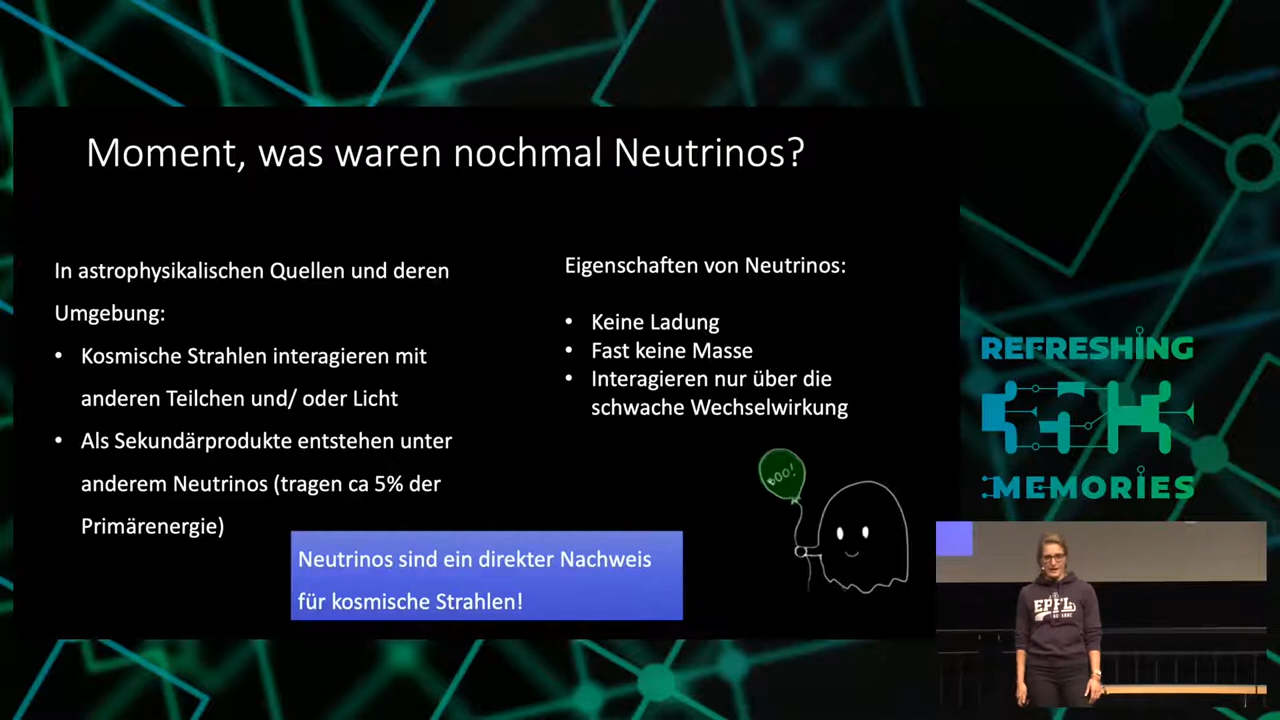 Moment, was waren nochmal Neutrinos?
In astrophysikalischen Quellen und deren
Umgebung:
• Kosmische Strahlen interagieren mit
anderen Teilchen und/ oder Licht
• Als Sekundärprodukte entstehen unter
anderem Neutrinos (tragen ca 5% der
Primärenergie)
Eigenschaften von Neutrinos:
• Keine Ladung
• Fast keine Masse
• Interagieren nur über die
schwache Wechselwirkung
BOO!
Neutrinos sind ein direkter Nachweis
für kosmische Strahlen!
REFRESHING
MEMORIES
EPFL